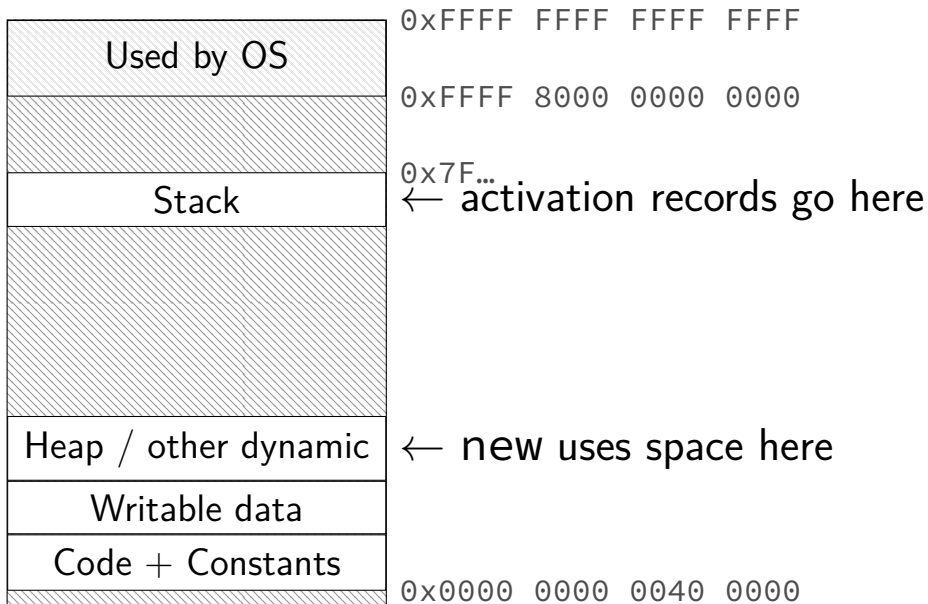 0xFFFF FFFF FFFF FFFF
Used by OS
0xFFFF 8000 0000 0000
0x7F…
Stack
← activation records go here
Heap / other dynamic
← new uses space here
Writable data
Code + Constants
0x0000 0000 0040 0000